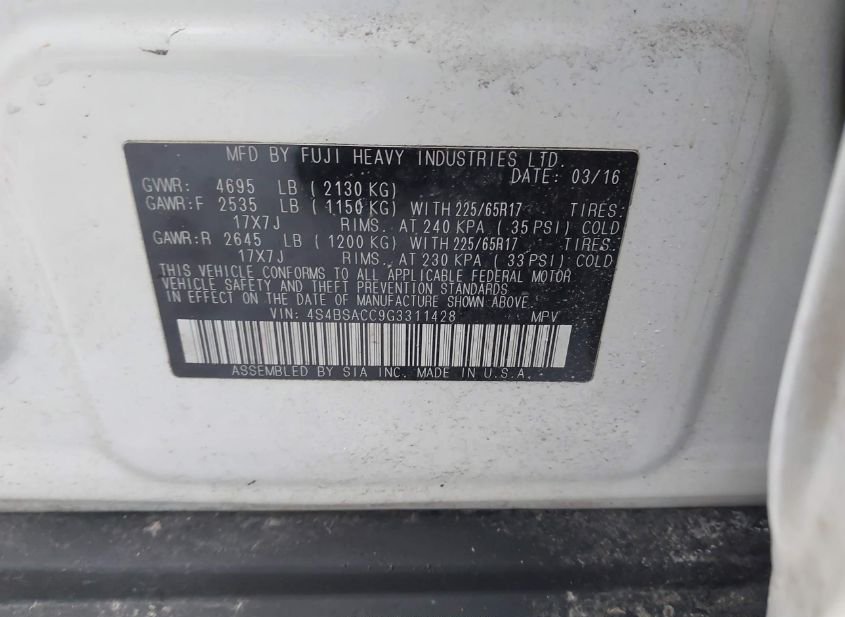 MFD BY FUJI HEAVY INDUSTRIES LTD.
DATE: 03/16
GVWR: 4695 LB ( 2130 KG)
GAWR:F 2535 LB ( 1150 KG) WITH 225/65R17 TIRES:
17X7J RIMS. AT 240 KPA ( 35 PSI) COLD
GAWR:R 2645 LB ( 1200 KG) WITH 225/65R17 TIRES:
17X7J RIMS. AT 230 KPA ( 33 PSI) COLD
THIS VEHICLE CONFORMS TO ALL APPLICABLE FEDERAL MOTOR
VEHICLE SAFETY AND THEFT PREVENTION STANDARDS
IN EFFECT ON THE DATE OF MANUFACTURE SHOWN ABOVE.
VIN: 4S4BSACC9G3311428 MPV
ASSEMBLED BY SIA INC. MADE IN U.S.A.